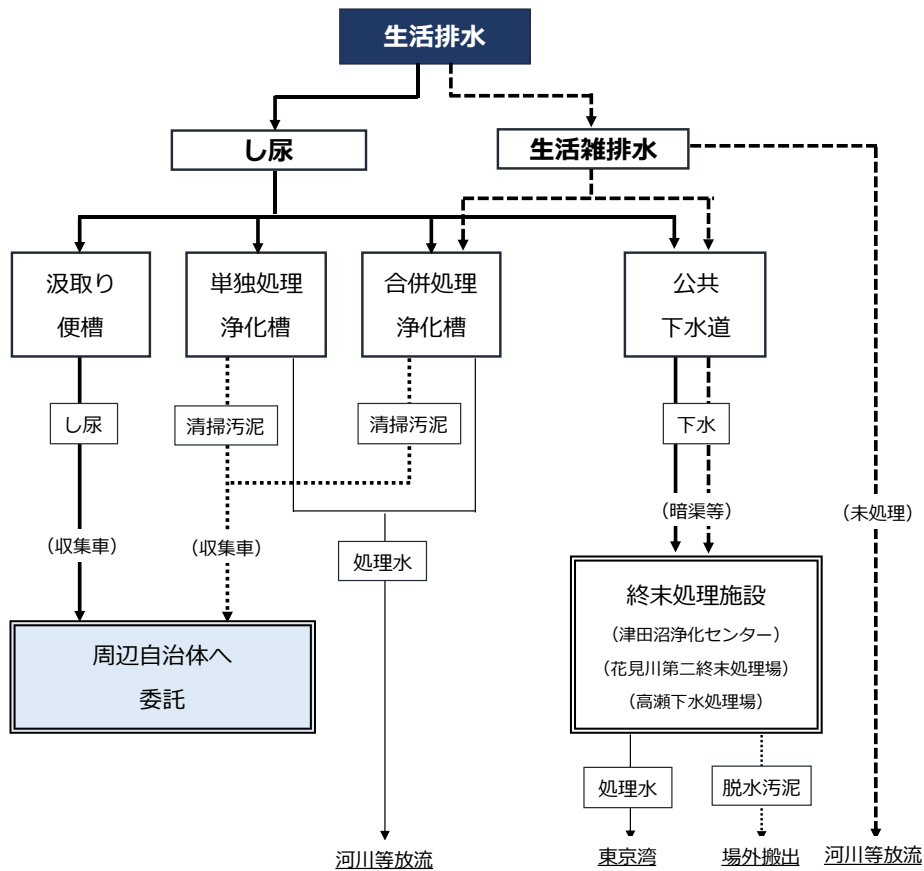 生活排水
し尿
生活雑排水
汲取り
便槽
単独処理
浄化槽
合併処理
浄化槽
公共
下水道
し尿
清掃汚泥
清掃汚泥
下水
（収集車）
（収集車）
処理水
（暗渠等）
（未処理）
周辺自治体へ
委託
終末処理施設
（津田沼浄化センター）
（花見川第二終末処理場）
（高瀬下水処理場）
処理水
脱水汚泥
河川等放流
東京湾
場外搬出
河川等放流